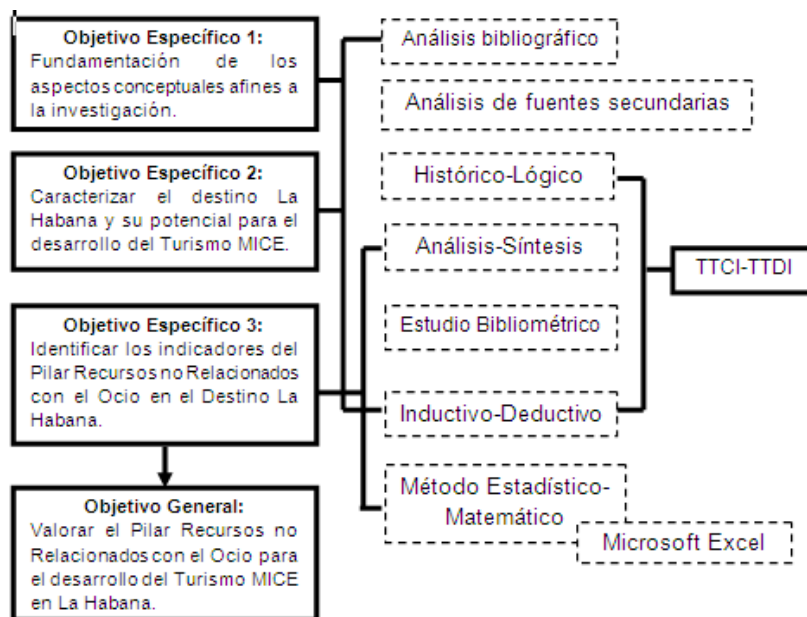 Objetivo Específico 1:
Fundamentación de los
aspectos conceptuales afines a
la investigación.
Objetivo Específico 2:
Caracterizar el destino La
Habana y su potencial para el
desarrollo del Turismo MICE.
Objetivo Específico 3:
Identificar los indicadores del
Pilar Recursos no Relacionados
con el Ocio en el Destino La
Habana.
Objetivo General:
Valorar el Pilar Recursos no
Relacionados con el Ocio para
el desarrollo del Turismo MICE
en La Habana.
Análisis bibliográfico
Análisis de fuentes secundarias
Histórico-Lógico
Análisis-Síntesis
Estudio Bibliométrico
Inductivo-Deductivo
Método Estadístico-
Matemático
Microsoft Excel
TTCI-TTDI